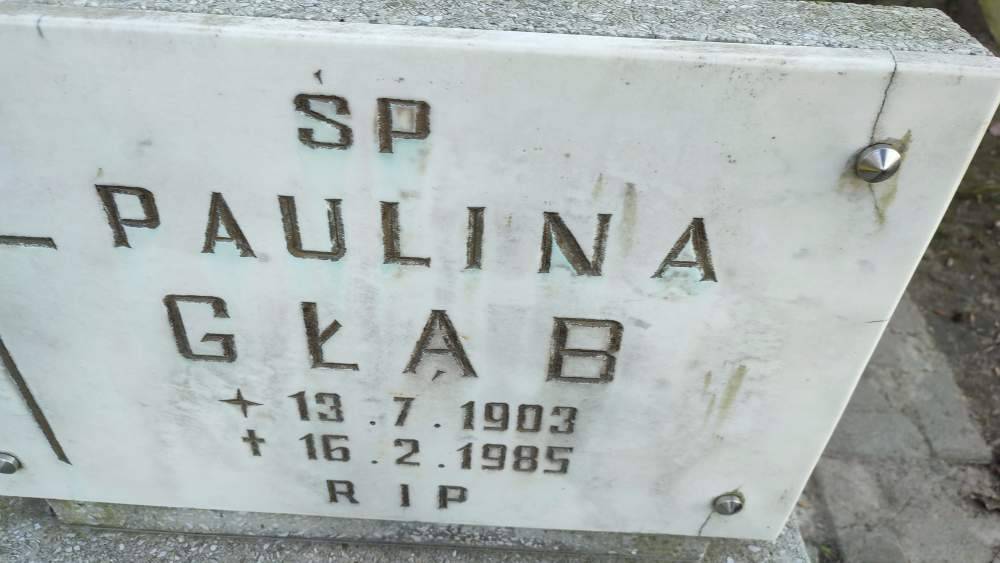 ŚP
PAULINA
GŁĄB
13.7.1903
✝ 16.2.1985
RIP